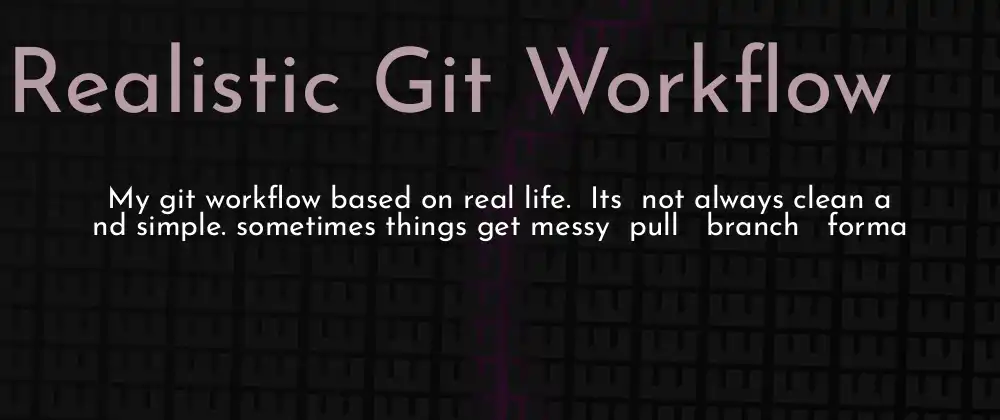 Realistic Git Workflow
My git workflow based on real life.  Its  not always clean a
nd simple. sometimes things get messy  pull   branch   forma